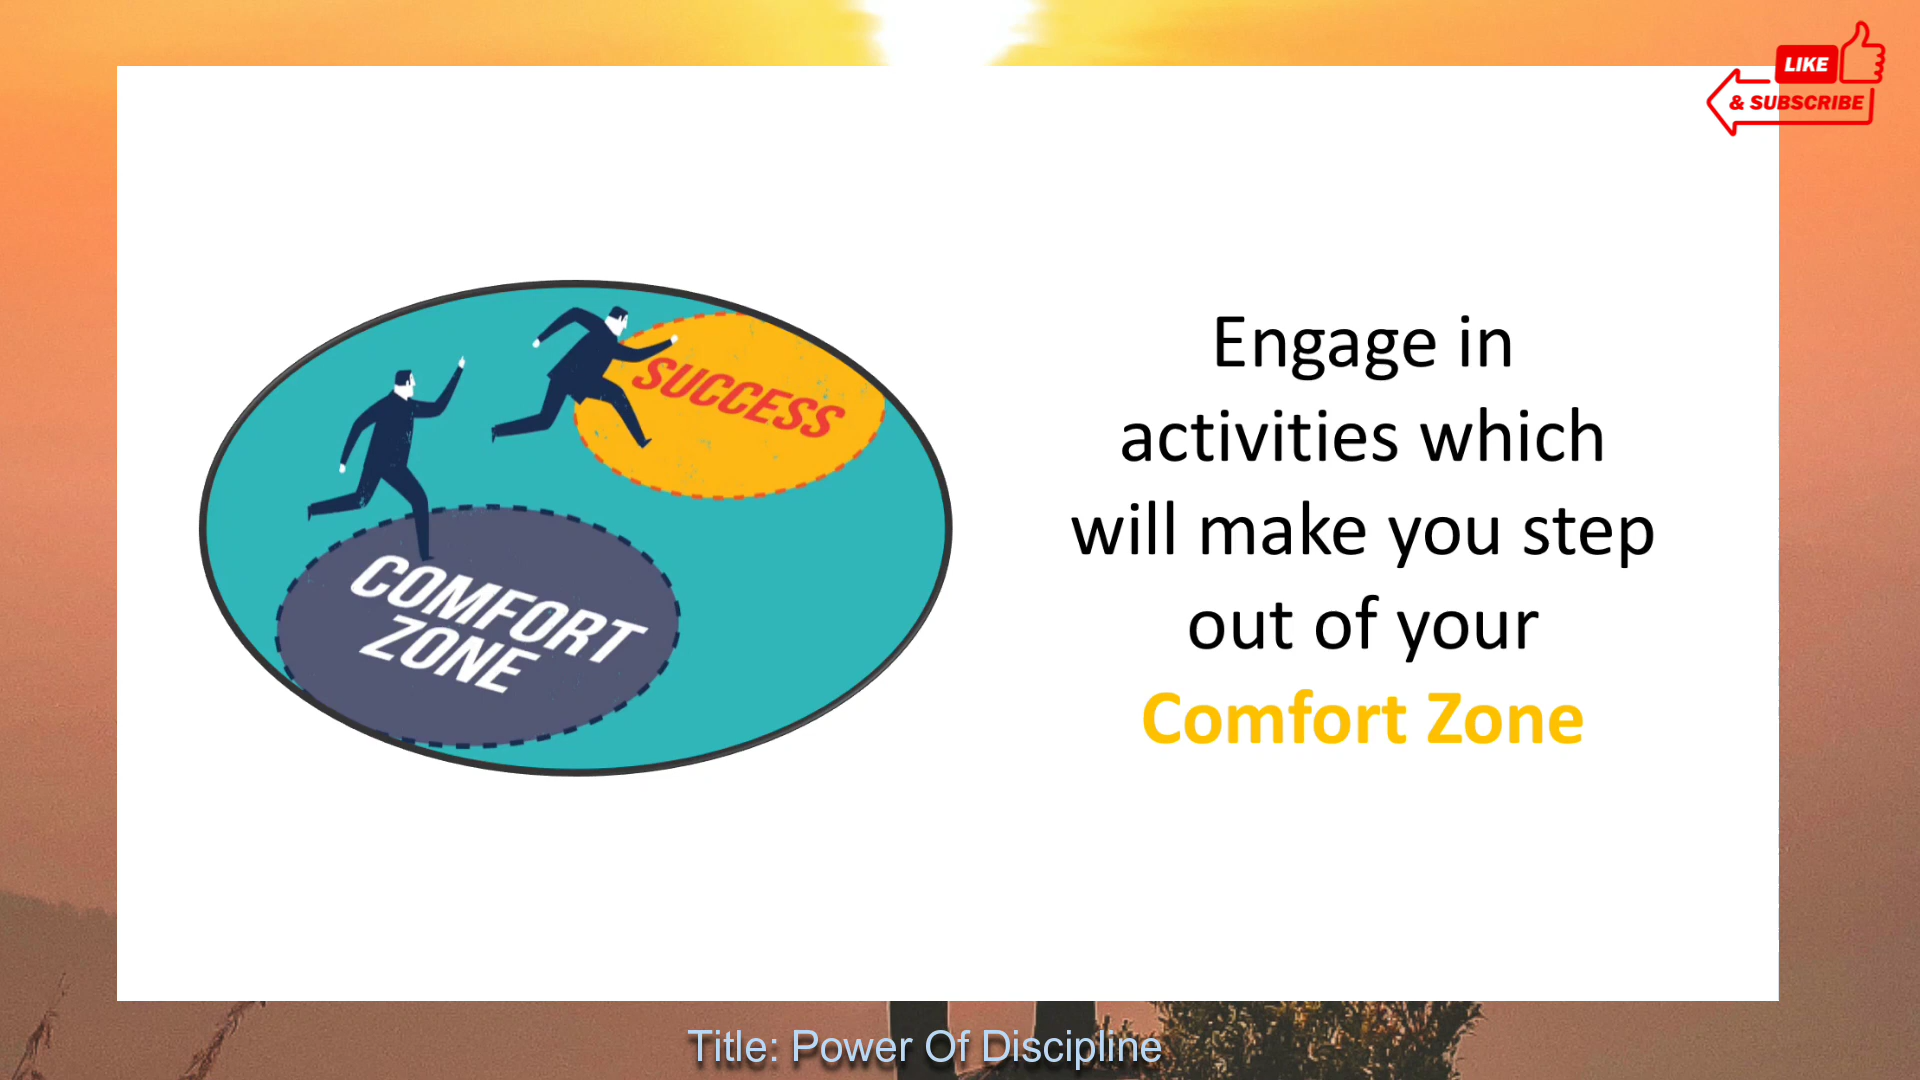 LIKE
& SUBSCRIBE
SUCCESS
COMFORT
ZONE
Engage in
activities which
will make you step
out of your
Comfort Zone
Title: Power Of Discipline